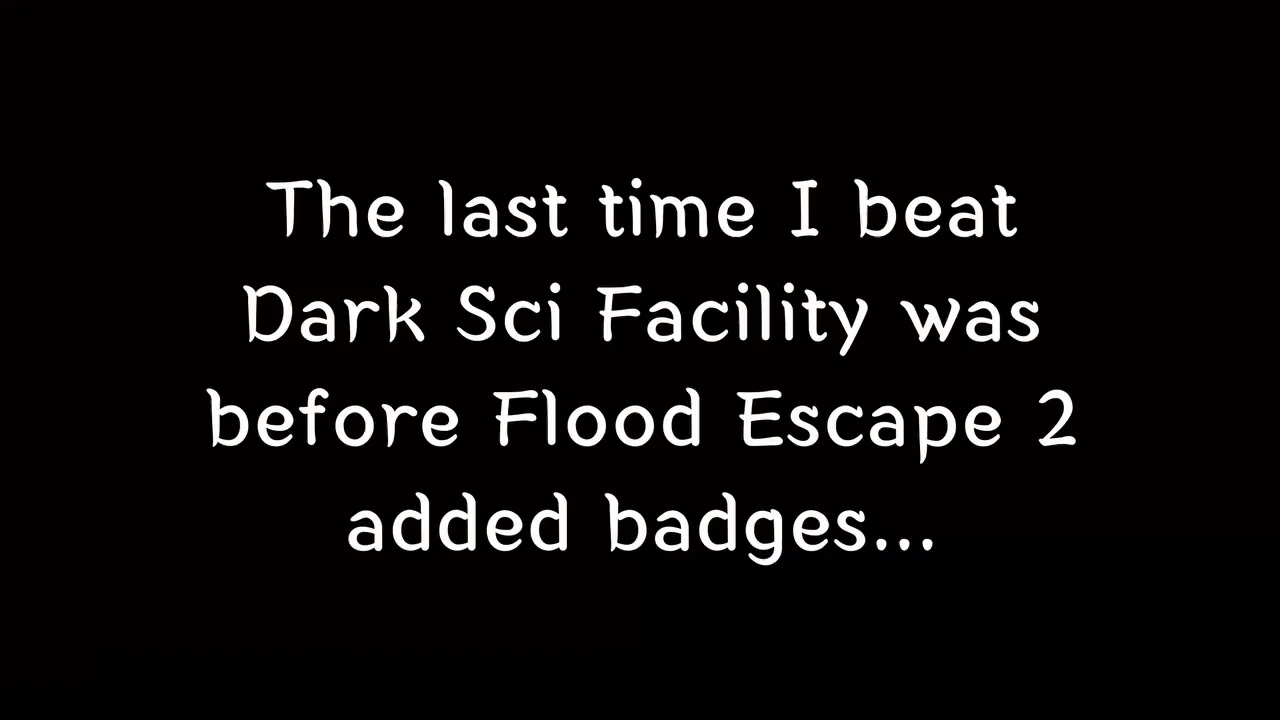 The last time I beat
Dark Sci Facility was
before Flood Escape 2
added badges...